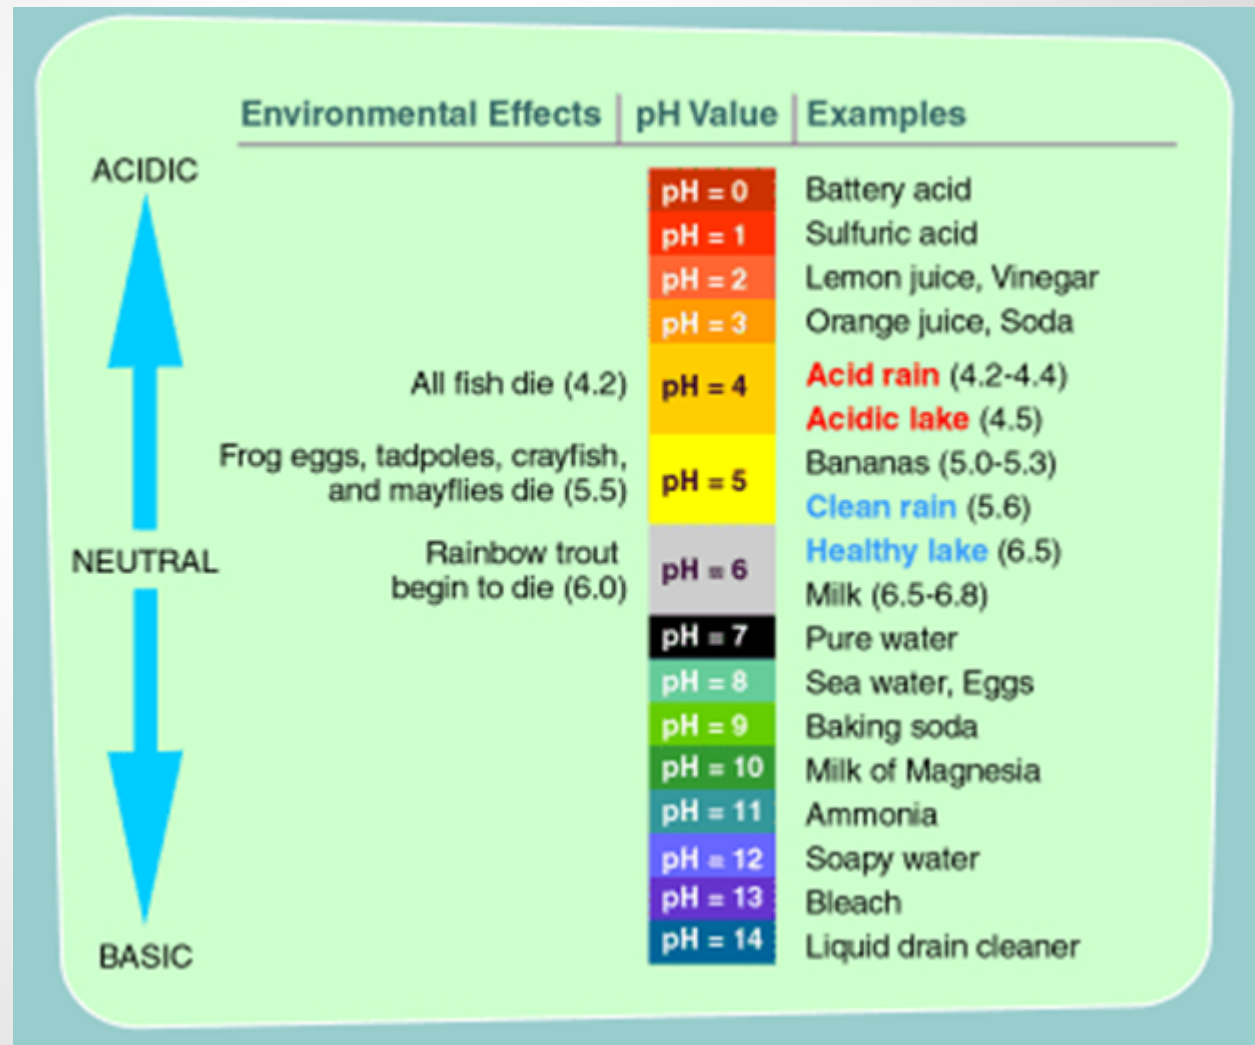 Environmental Effects pH Value Examples
ACIDIC
pH = 0 Battery acid
pH = 1 Sulfuric acid
pH = 2 Lemon juice, Vinegar
pH = 3 Orange juice, Soda
All fish die (4.2) pH = 4 Acid rain (4.2-4.4)
Acidic lake (4.5)
Frog eggs, tadpoles, crayfish,
and mayflies die (5.5) pH = 5 Bananas (5.0-5.3)
Clean rain (5.6)
NEUTRAL
Rainbow trout
begin to die (6.0) pH = 6 Healthy lake (6.5)
Milk (6.5-6.8)
pH = 7 Pure water
pH = 8 Sea water, Eggs
pH = 9 Baking soda
pH = 10 Milk of Magnesia
pH = 11 Ammonia
pH = 12 Soapy water
pH = 13 Bleach
pH = 14 Liquid drain cleaner
BASIC